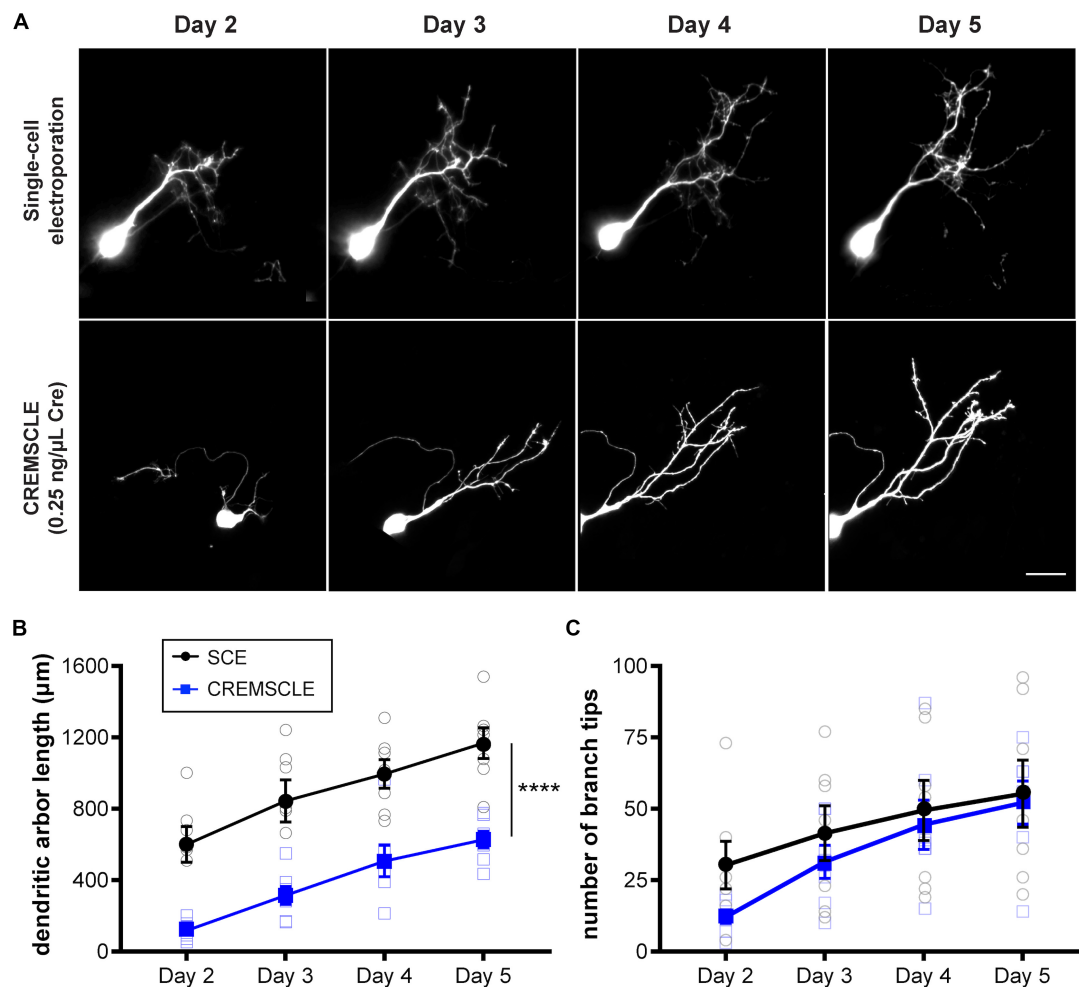 A
Day 2
Day 3
Day 4
Day 5
Single-cell
electroporation
CREMSCLE
(0.25 ng/µL Cre)
B
SCE
CREMSCLE
dendritic arbor length (µm)
1600
1200
800
400
0
****
Day 2
Day 3
Day 4
Day 5
C
number of branch tips
100
75
50
25
0
Day 2
Day 3
Day 4
Day 5